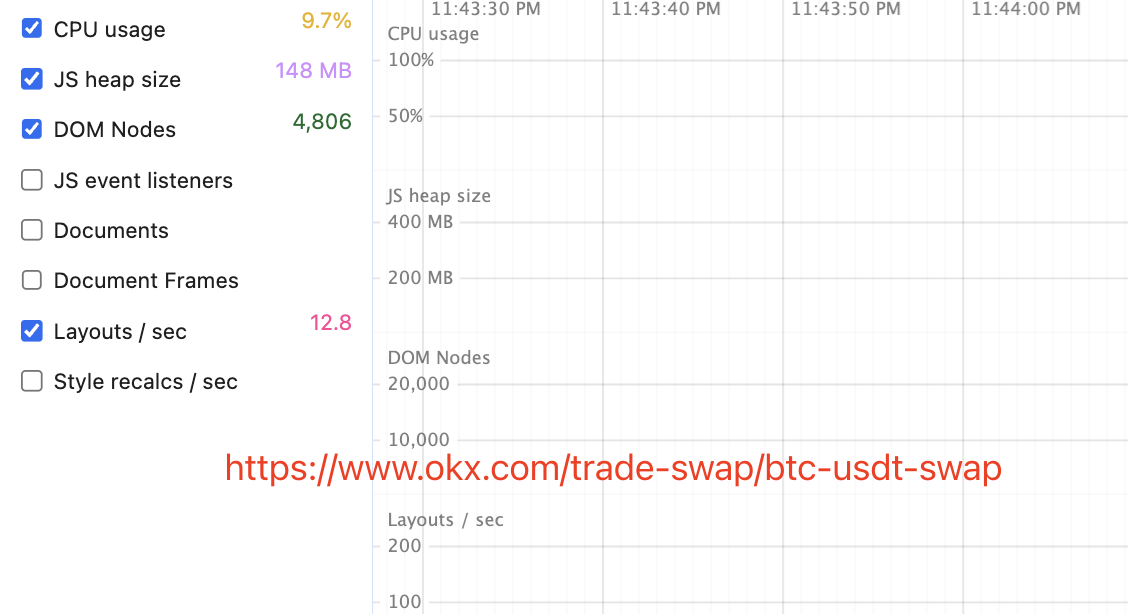 11:43:30 PM 11:43:40 PM 11:43:50 PM 11:44:00 PM
CPU usage 9.7%
JS heap size 148 MB
DOM Nodes 4,806
JS event listeners
Documents
Document Frames
Layouts / sec 12.8
Style recalcs / sec
CPU usage
100%
50%
JS heap size
400 MB
200 MB
DOM Nodes
20,000
10,000
https://www.okx.com/trade-swap/btc-usdt-swap
Layouts / sec
200
100